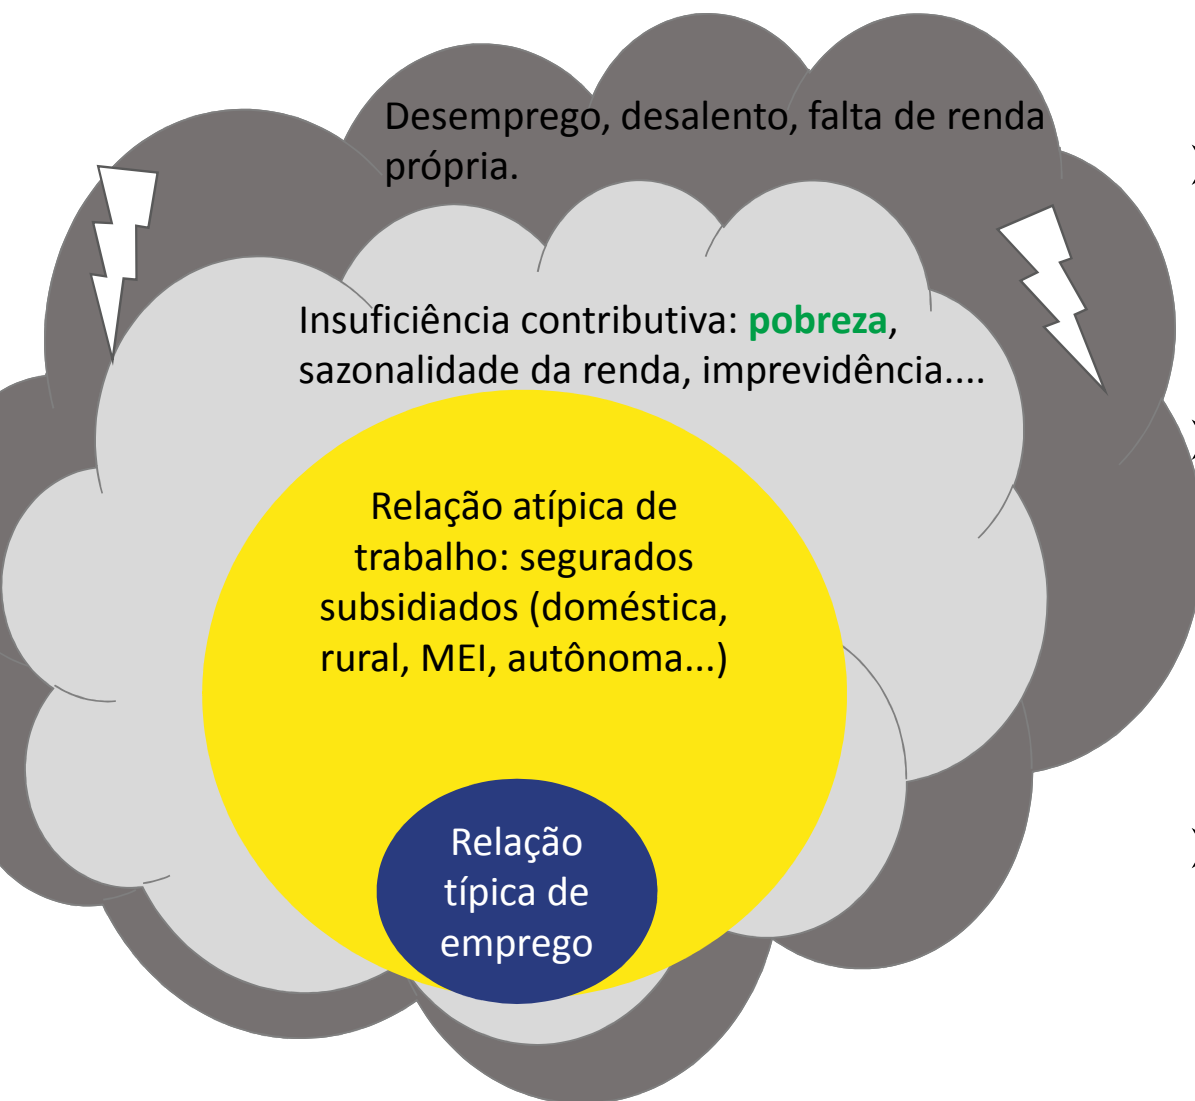 Desemprego, desalento, falta de renda
própria.
Insuficiência contributiva: pobreza,
sazonalidade da renda, imprevidência....
Relação atípica de
trabalho: segurados
subsidiados (doméstica,
rural, MEI, autônoma...)
Relação
típica de
emprego